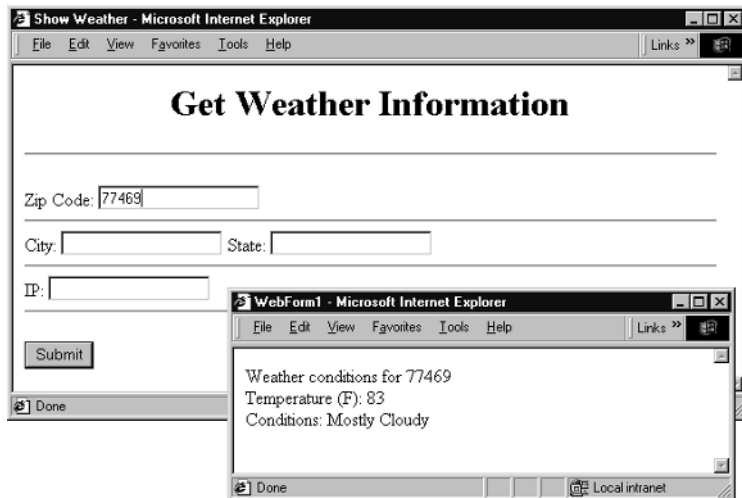 Show Weather - Microsoft Internet Explorer
File Edit View Favorites Tools Help Links »
Get Weather Information
Zip Code: 77469
City: State:
IP:
Submit
Done
WebForm1 - Microsoft Internet Explorer
File Edit View Favorites Tools Help Links »
Weather conditions for 77469
Temperature (F): 83
Conditions: Mostly Cloudy
Done Local intranet